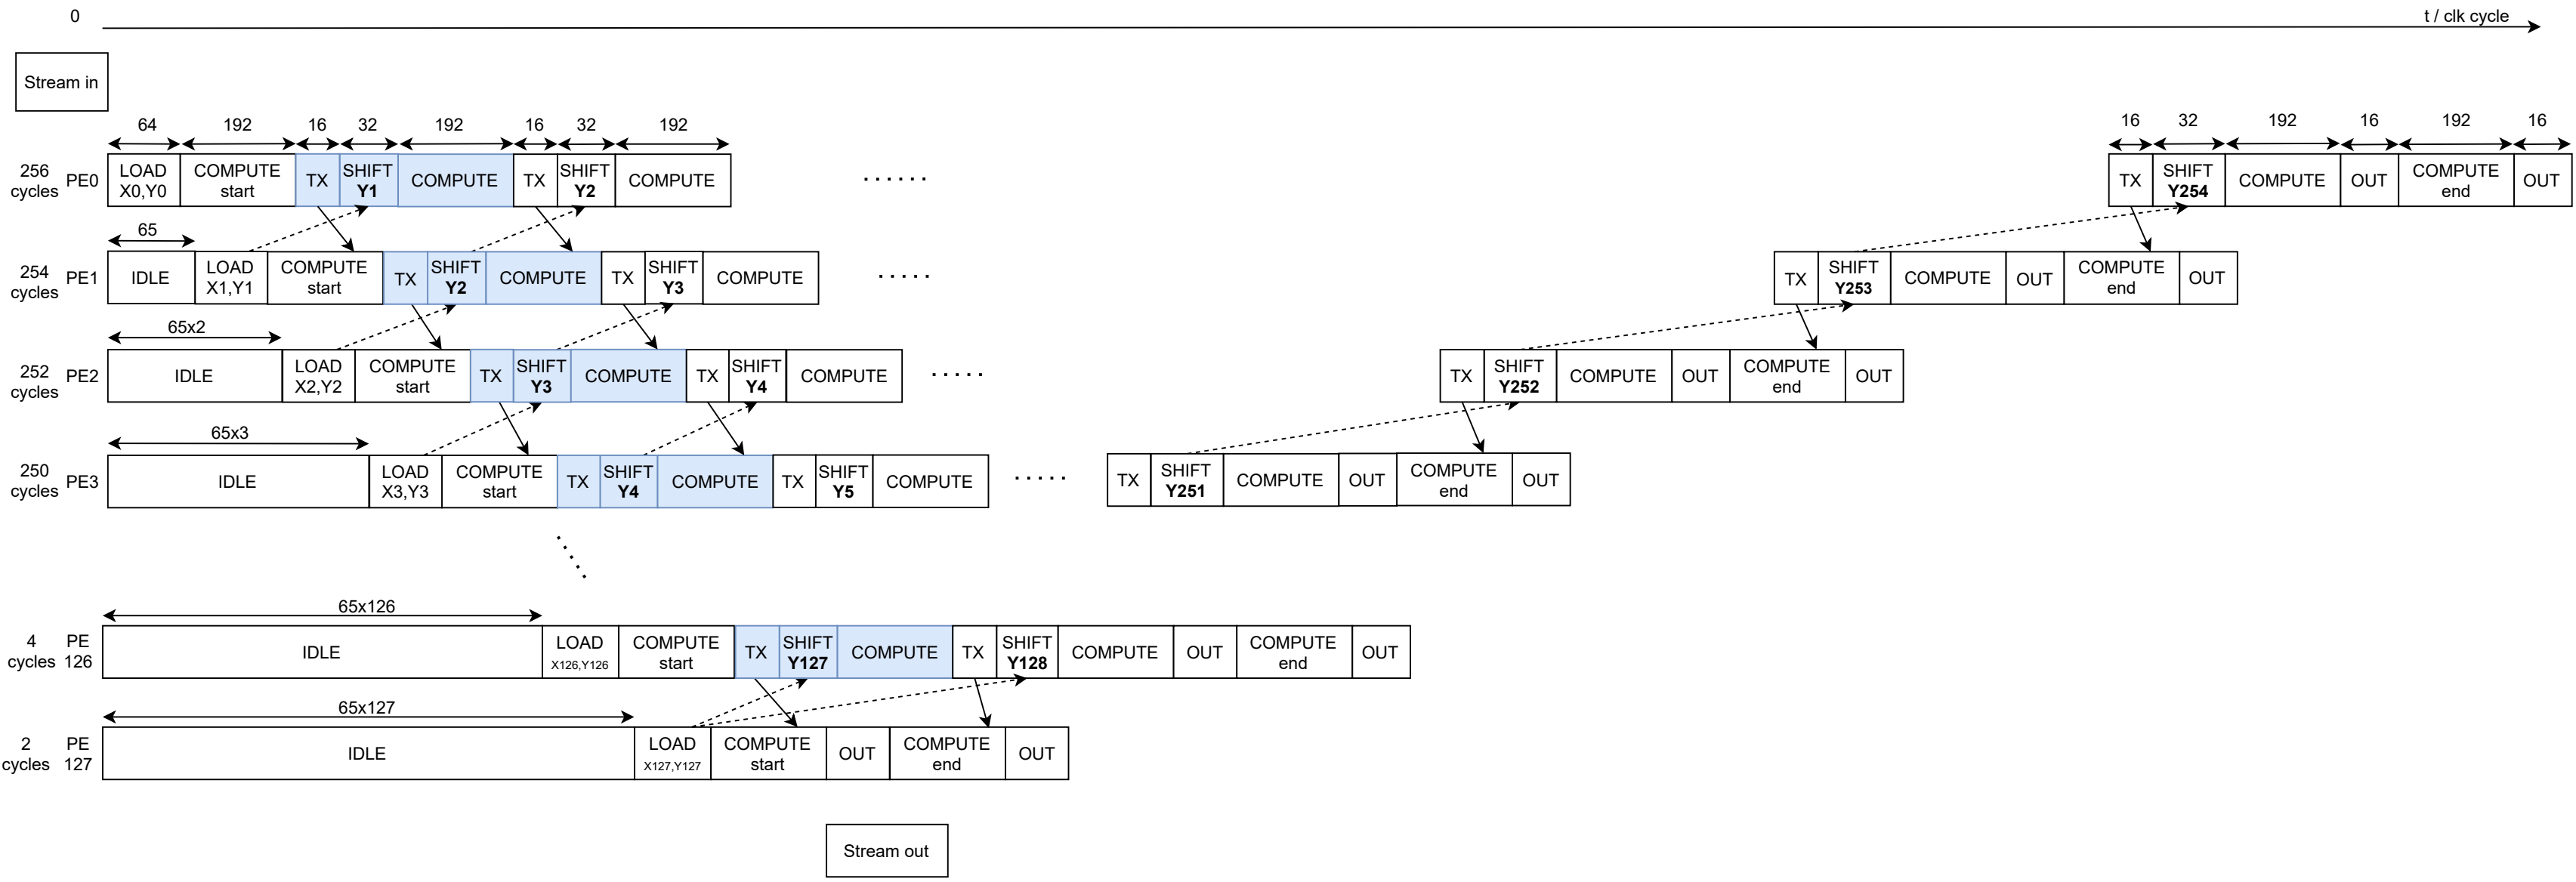 0
t / clk cycle
Stream in
64 192 16 32 192 16 32 192
16 32 192 16 192 16
256
cycles
PE0
LOAD
X0,Y0
COMPUTE
start
TX
SHIFT
Y1
COMPUTE
TX
SHIFT
Y2
COMPUTE
......
TX
SHIFT
Y254
COMPUTE
OUT
COMPUTE
end
OUT
65
254
cycles
PE1
IDLE
LOAD
X1,Y1
COMPUTE
start
TX
SHIFT
Y2
COMPUTE
TX
SHIFT
Y3
COMPUTE
.....
TX
SHIFT
Y253
COMPUTE
OUT
COMPUTE
end
OUT
65x2
252
cycles
PE2
IDLE
LOAD
X2,Y2
COMPUTE
start
TX
SHIFT
Y3
COMPUTE
TX
SHIFT
Y4
COMPUTE
.....
TX
SHIFT
Y252
COMPUTE
OUT
COMPUTE
end
OUT
65x3
250
cycles
PE3
IDLE
LOAD
X3,Y3
COMPUTE
start
TX
SHIFT
Y4
COMPUTE
TX
SHIFT
Y5
COMPUTE
.....
TX
SHIFT
Y251
COMPUTE
OUT
COMPUTE
end
OUT
.....
65x126
4
cycles
PE
126
IDLE
LOAD
X126,Y126
COMPUTE
start
TX
SHIFT
Y127
COMPUTE
TX
SHIFT
Y128
COMPUTE
OUT
COMPUTE
end
OUT
65x127
2
cycles
PE
127
IDLE
LOAD
X127,Y127
COMPUTE
start
OUT
COMPUTE
end
OUT
Stream out